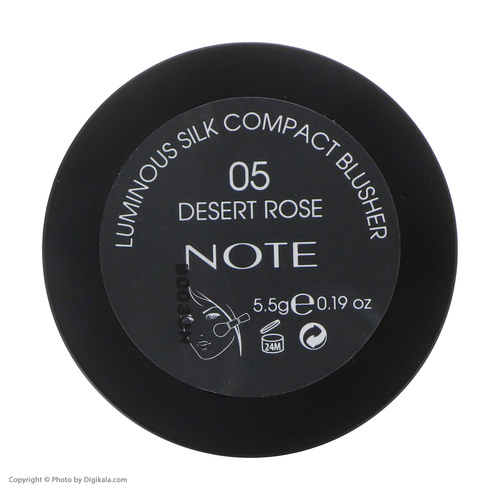 LUMINOUS SILK COMPACT BLUSHER
05
DESERT ROSE
NOTE
5.5g℮0.19 oz
24M
Copyright © Photo by Digikala.com